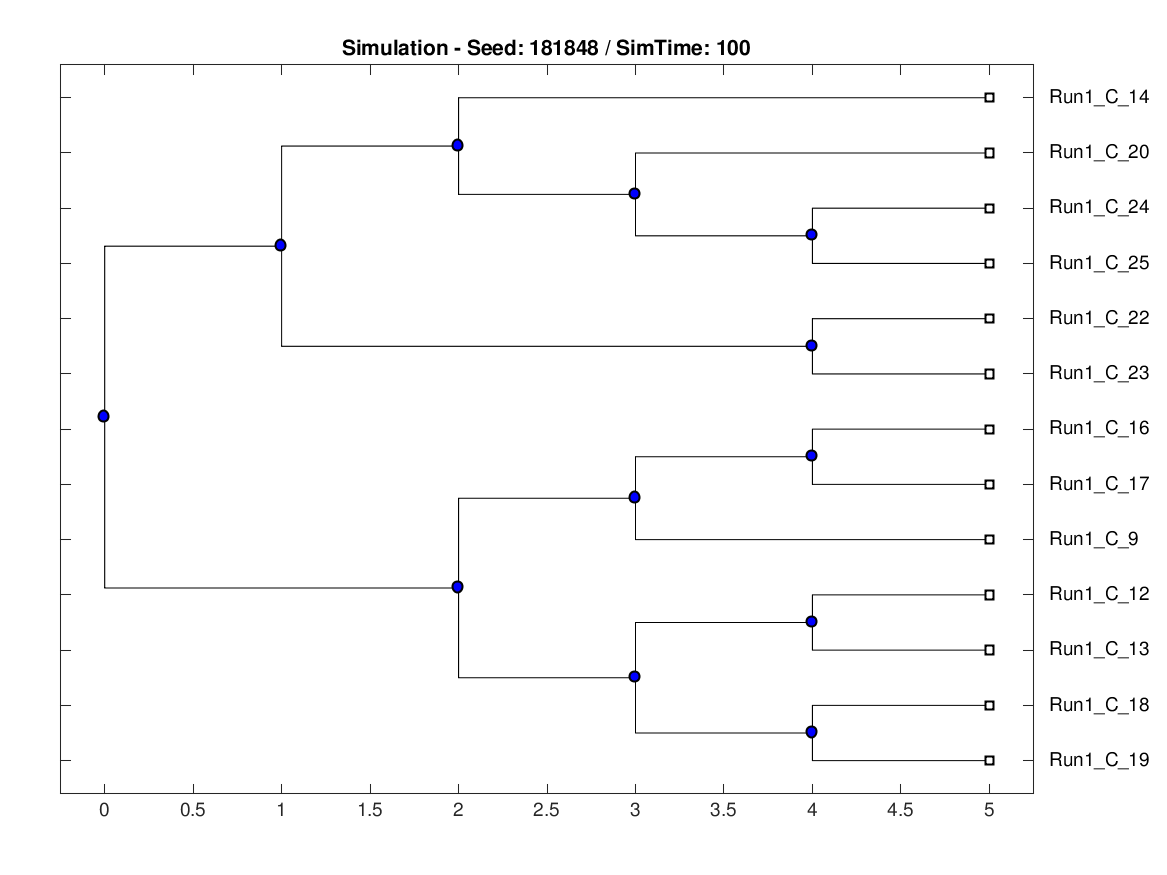 Simulation - Seed: 181848 / SimTime: 100
Run1_C_14
Run1_C_20
Run1_C_24
Run1_C_25
Run1_C_22
Run1_C_23
Run1_C_16
Run1_C_17
Run1_C_9
Run1_C_12
Run1_C_13
Run1_C_18
Run1_C_19
0 0.5 1 1.5 2 2.5 3 3.5 4 4.5 5